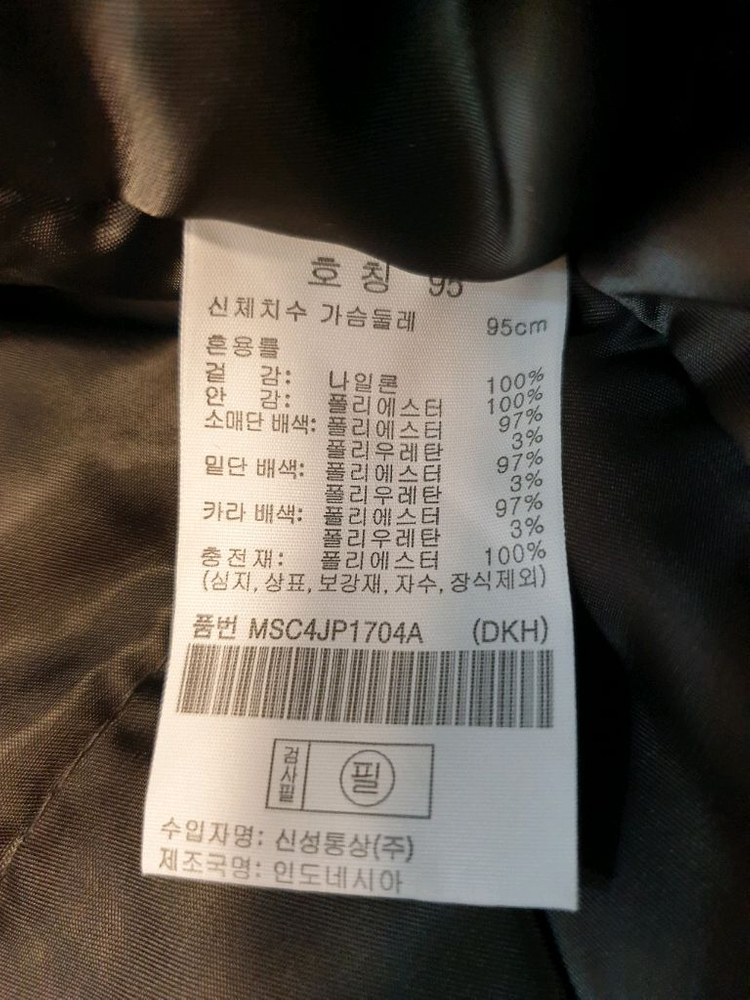 호칭 95
신체치수 가슴둘레 95cm
혼용률
겉 감: 나일론 100%
안 감: 폴리에스터 100%
소매단 배색: 폴리에스터 97%
폴리우레탄 3%
밑단 배색: 폴리에스터 97%
폴리우레탄 3%
카라 배색: 폴리에스터 97%
폴리우레탄 3%
충전재: 폴리에스터 100%
(심지, 상표, 보강재, 자수, 장식제외)
품번 MSC4JP1704A (DKH)
검사필 필
수입자명: 신성통상(주)
제조국명: 인도네시아